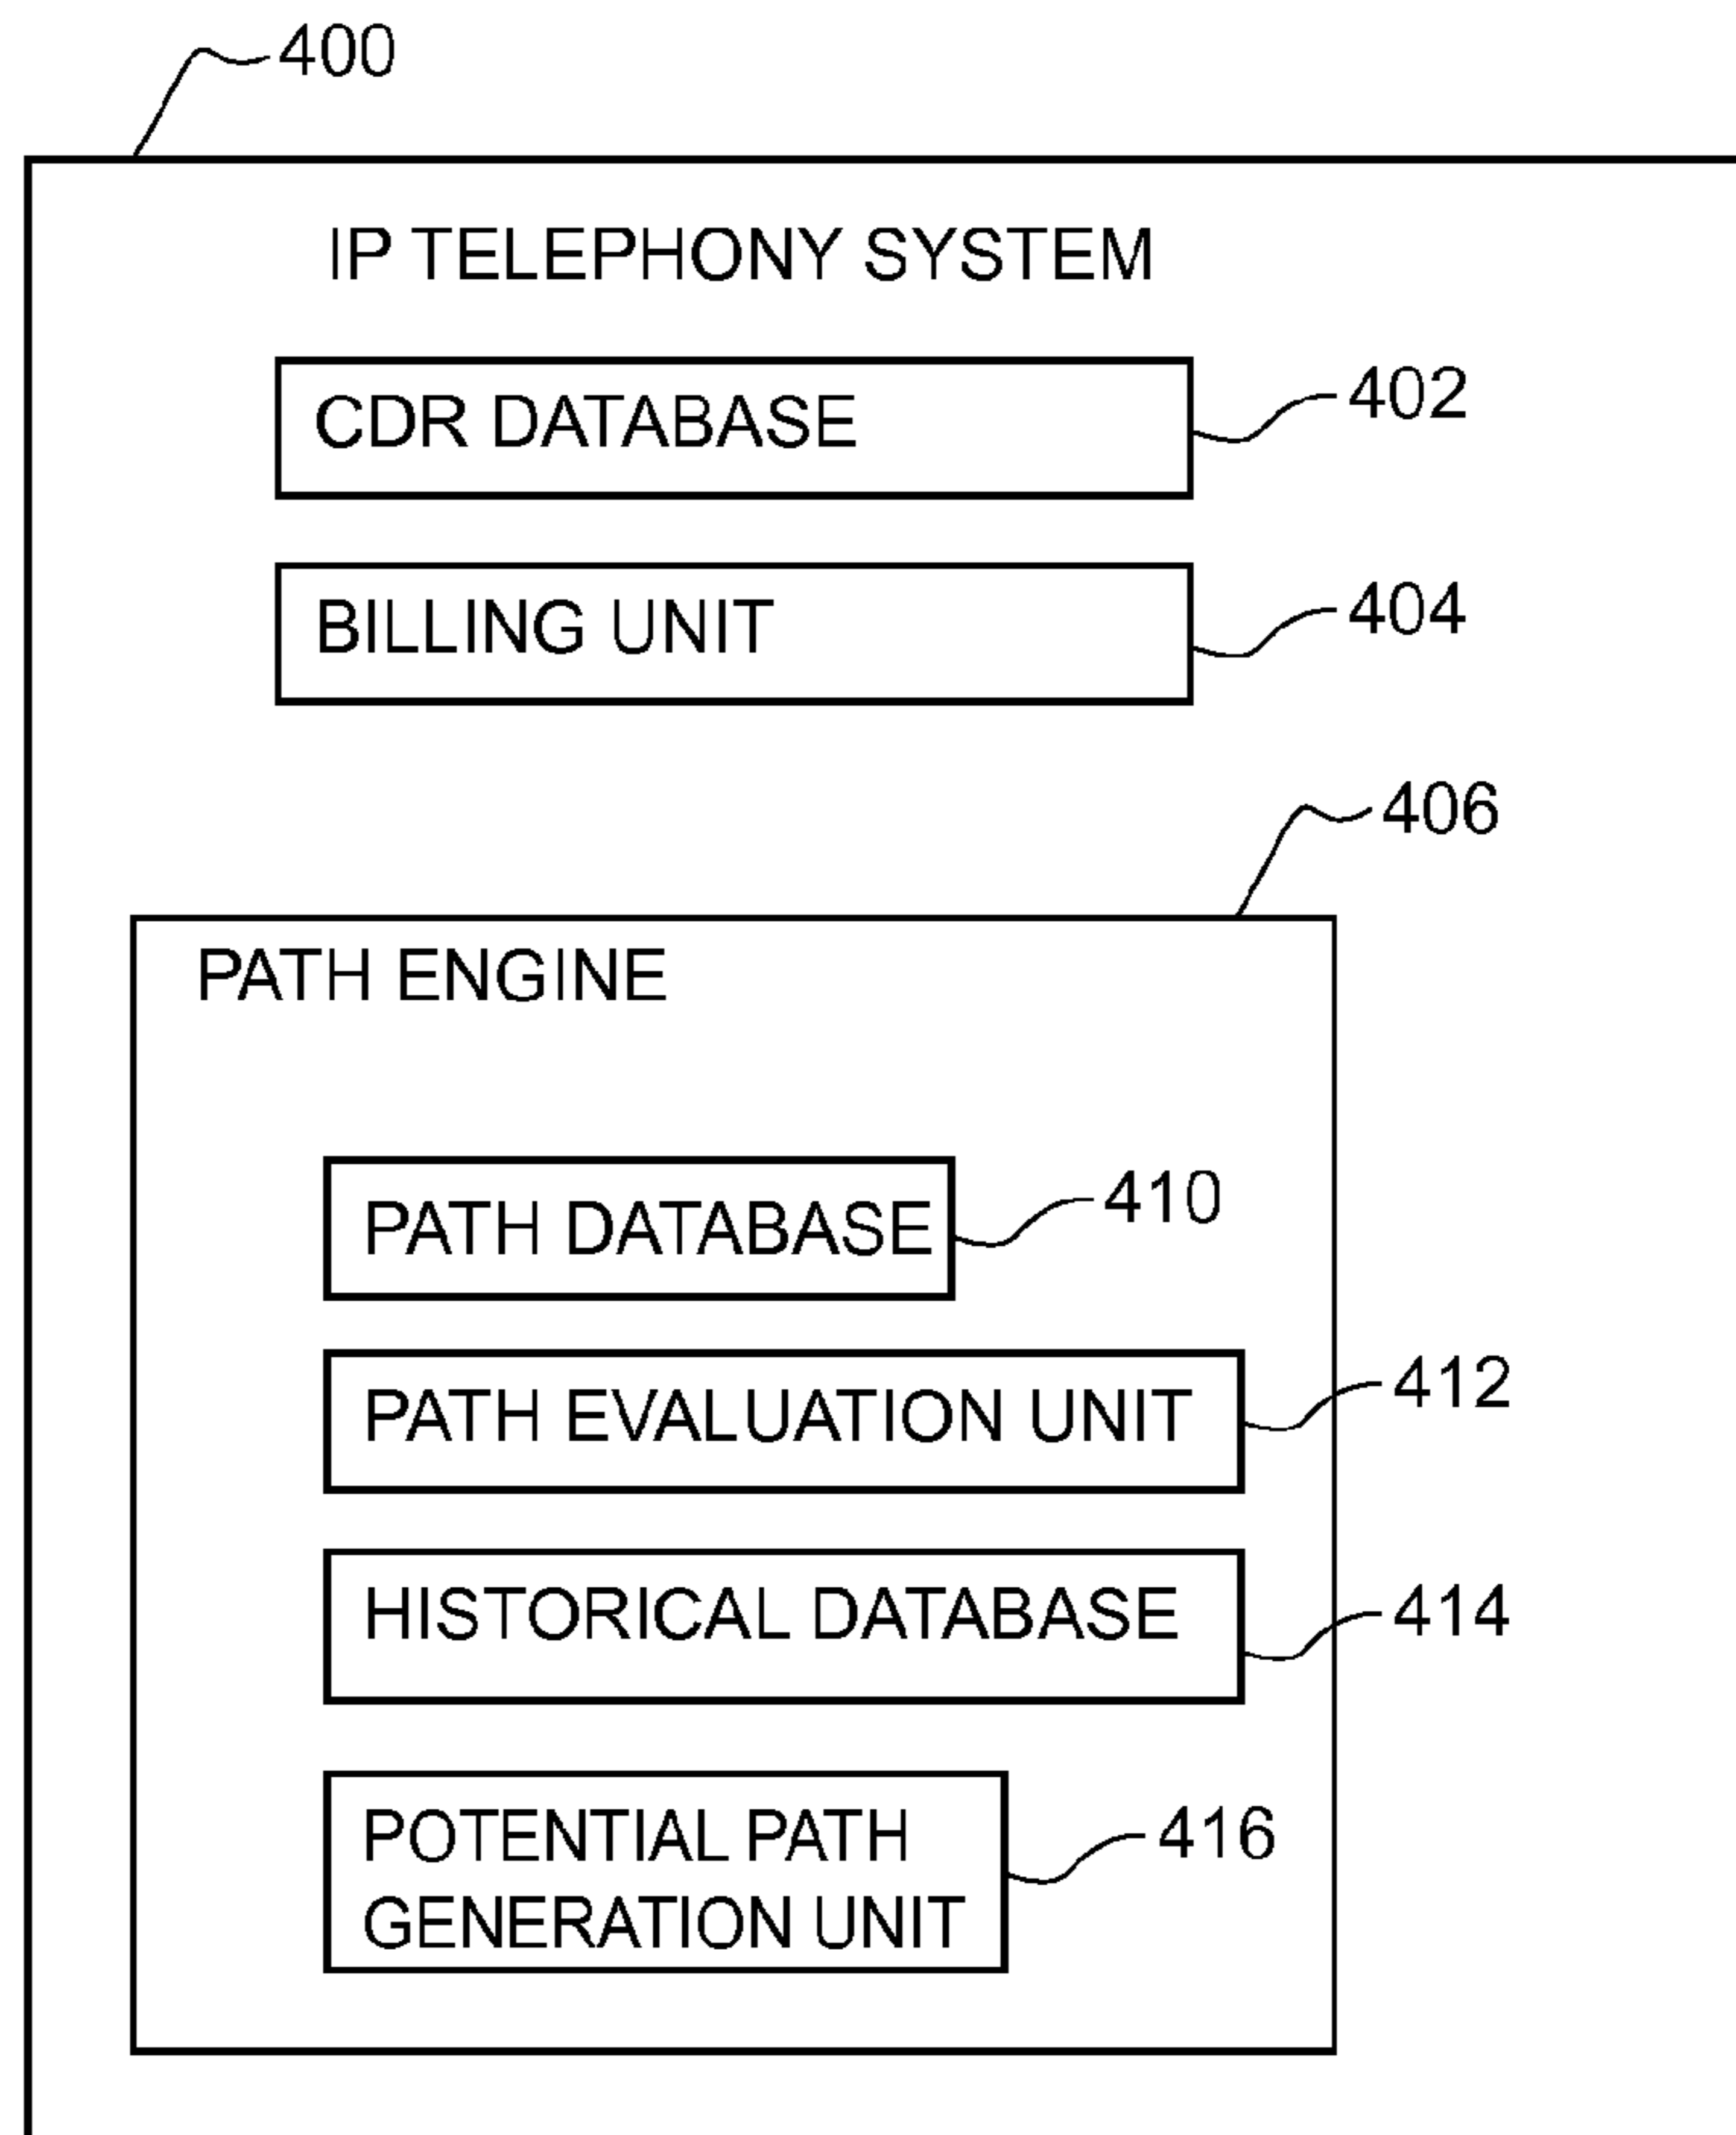 400
IP TELEPHONY SYSTEM
CDR DATABASE
402
BILLING UNIT
404
406
PATH ENGINE
PATH DATABASE
410
PATH EVALUATION UNIT
412
HISTORICAL DATABASE
414
POTENTIAL PATH
GENERATION UNIT
416